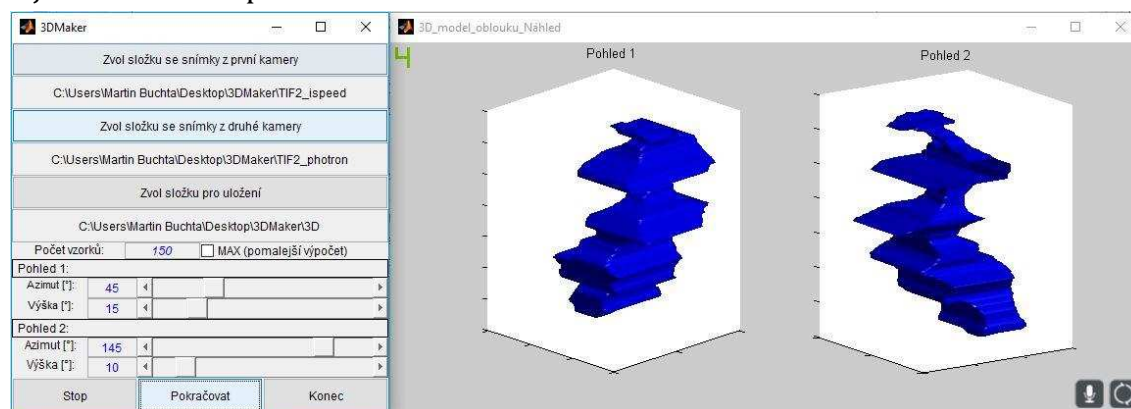 3DMaker
Zvol složku se snímky z první kamery
C:\Users\Martin Buchta\Desktop\3DMaker\TIF2_ispeed
Zvol složku se snímky z druhé kamery
C:\Users\Martin Buchta\Desktop\3DMaker\TIF2_photron
Zvol složku pro uložení
C:\Users\Martin Buchta\Desktop\3DMaker\3D
Počet vzorků: 150 MAX (pomalejší výpočet)
Pohled 1:
Azimut [°]: 45
Výška [°]: 15
Pohled 2:
Azimut [°]: 145
Výška [°]: 10
Stop Pokračovat Konec
3D_model_oblouku_Náhled
4
Pohled 1 Pohled 2